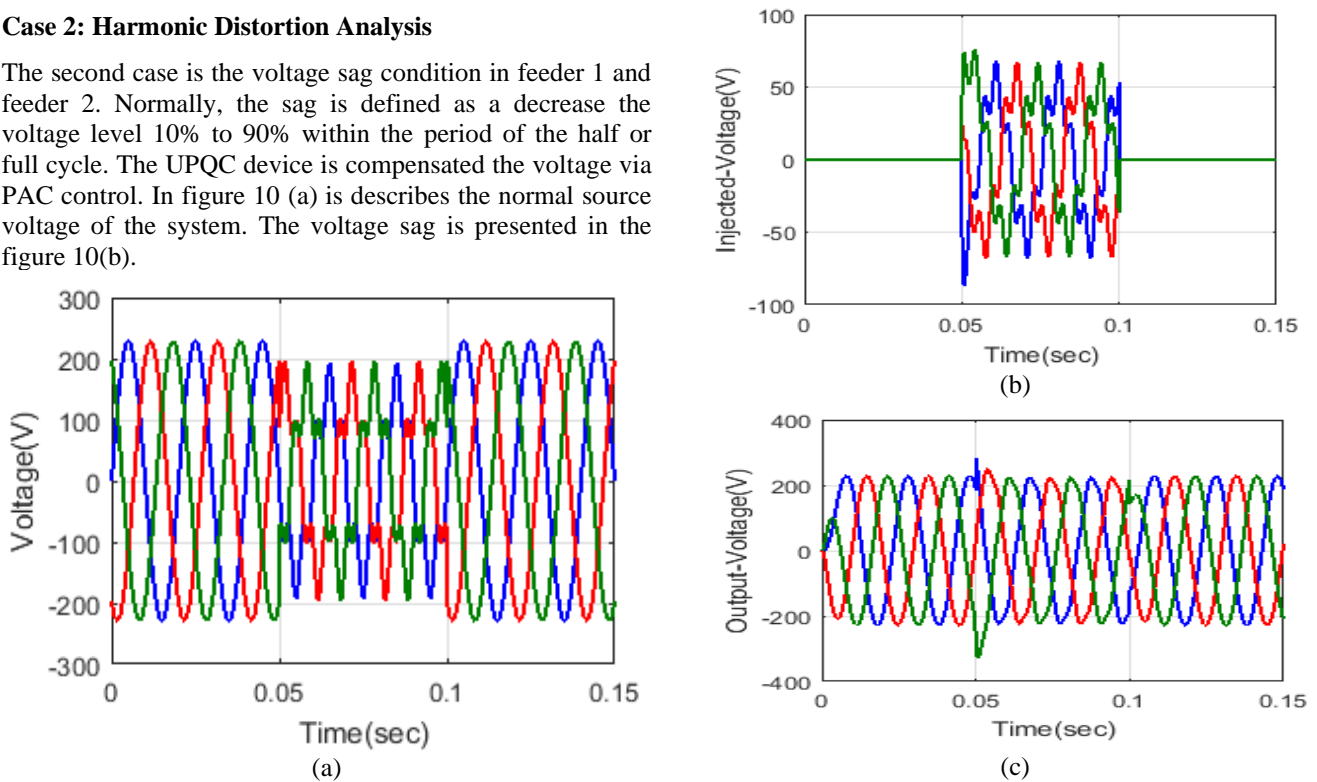 Case 2: Harmonic Distortion Analysis
The second case is the voltage sag condition in feeder 1 and
feeder 2. Normally, the sag is defined as a decrease the
voltage level 10% to 90% within the period of the half or
full cycle. The UPQC device is compensated the voltage via
PAC control. In figure 10 (a) is describes the normal source
voltage of the system. The voltage sag is presented in the
figure 10(b).
300
200
100
0
-100
-200
-300
Voltage(V)
0 0.05 0.1 0.15
Time(sec)
(a)
100
50
0
-50
-100
Injected-Voltage(V)
0 0.05 0.1 0.15
Time(sec)
(b)
400
200
0
-200
-400
Output-Voltage(V)
0 0.05 0.1 0.15
Time(sec)
(c)